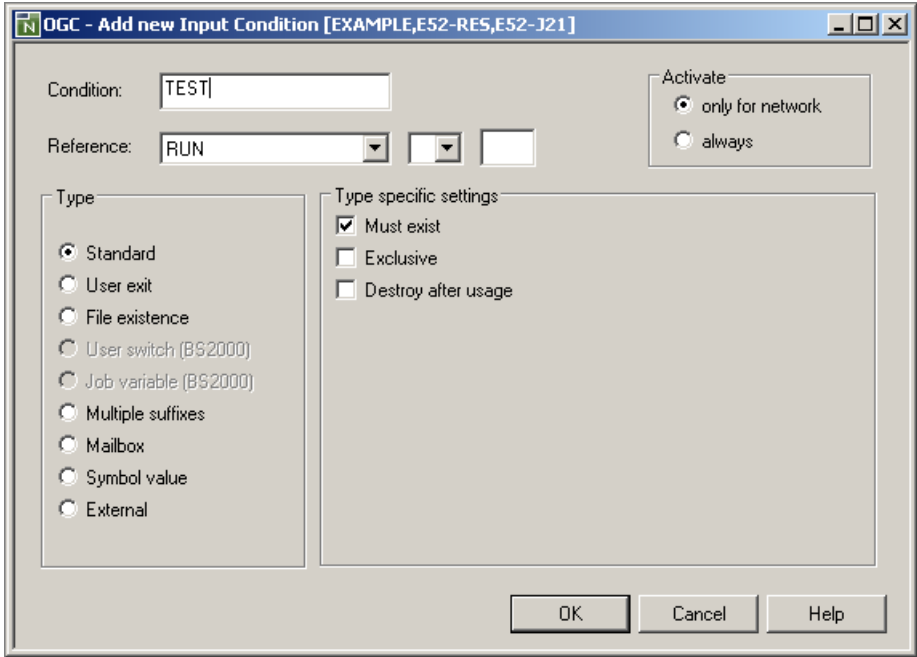 OGC - Add new Input Condition [EXAMPLE,E52-RES,E52-J21]
Condition: TEST
Activate
only for network
always
Reference: RUN
Type
Standard
User exit
File existence
User switch (BS2000)
Job variable (BS2000)
Multiple suffixes
Mailbox
Symbol value
External
Type specific settings
Must exist
Exclusive
Destroy after usage
OK Cancel Help